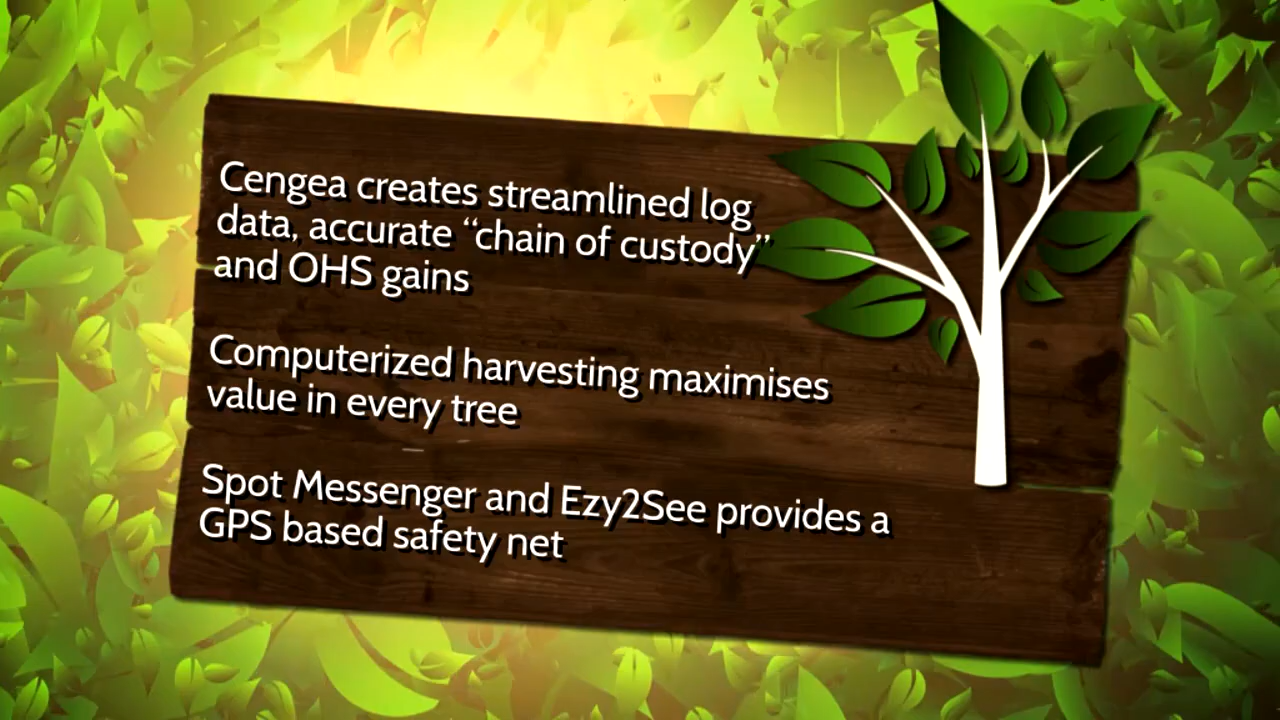 Cengea creates streamlined log
data, accurate “chain of custody”
and OHS gains
Computerized harvesting maximises
value in every tree
Spot Messenger and Ezy2See provides a
GPS based safety net